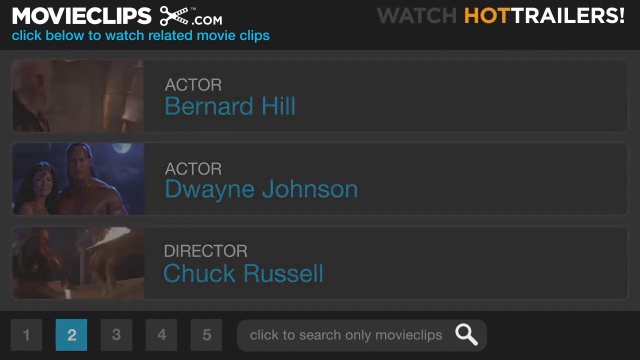 MOVIECLIPS.COM™
WATCH HOTTRAILERS!
click below to watch related movie clips
ACTOR
Bernard Hill
ACTOR
Dwayne Johnson
DIRECTOR
Chuck Russell
1 2 3 4 5
click to search only movieclips